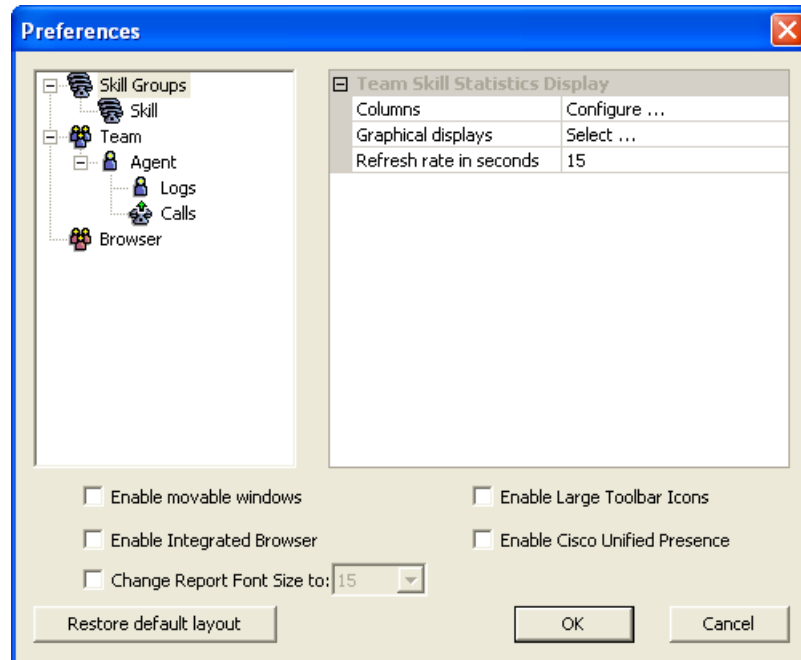 Preferences
Skill Groups
Skill
Team
Agent
Logs
Calls
Browser
Team Skill Statistics Display
Columns Configure ...
Graphical displays Select ...
Refresh rate in seconds 15
Enable movable windows
Enable Large Toolbar Icons
Enable Integrated Browser
Enable Cisco Unified Presence
Change Report Font Size to: 15
Restore default layout
OK
Cancel